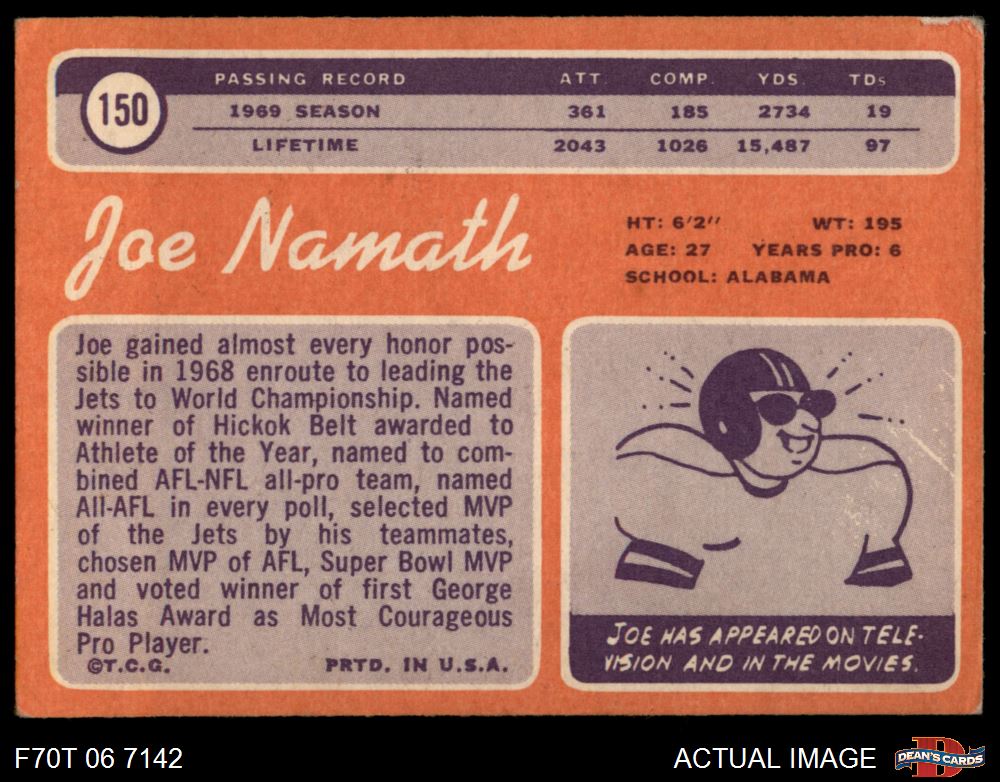 150
PASSING RECORD ATT. COMP. YDS. TDs
1969 SEASON 361 185 2734 19
LIFETIME 2043 1026 15,487 97
Joe Namath
HT: 6'2'' WT: 195
AGE: 27 YEARS PRO: 6
SCHOOL: ALABAMA
Joe gained almost every honor pos-
sible in 1968 enroute to leading the
Jets to World Championship. Named
winner of Hickok Belt awarded to
Athlete of the Year, named to com-
bined AFL-NFL all-pro team, named
All-AFL in every poll, selected MVP
of the Jets by his teammates,
chosen MVP of AFL, Super Bowl MVP
and voted winner of first George
Halas Award as Most Courageous
Pro Player.
©T.C.G. PRTD. IN U.S.A.
JOE HAS APPEARED ON TELE-
VISION AND IN THE MOVIES.
F70T 06 7142
ACTUAL IMAGE
D
DEAN'S CARDS